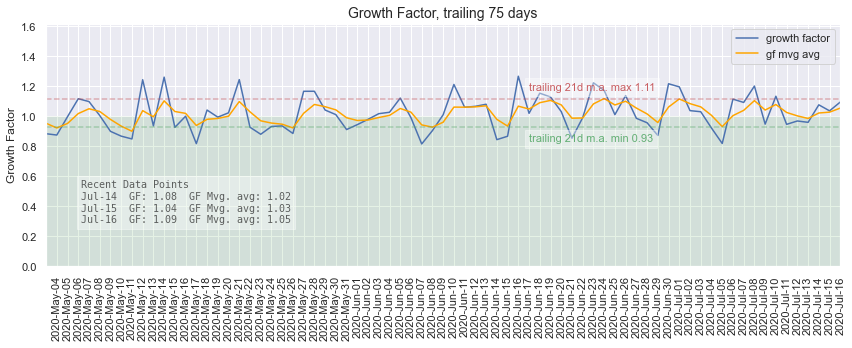 Growth Factor, trailing 75 days
Growth Factor
1.6
1.4
1.2
1.0
0.8
0.6
0.4
0.2
0.0
growth factor
gf mvg avg
trailing 21d m.a. max 1.11
trailing 21d m.a. min 0.93
Recent Data Points
Jul-14  GF: 1.08  GF Mvg. avg: 1.02
Jul-15  GF: 1.04  GF Mvg. avg: 1.03
Jul-16  GF: 1.09  GF Mvg. avg: 1.05
2020-May-04
2020-May-05
2020-May-06
2020-May-07
2020-May-08
2020-May-09
2020-May-10
2020-May-11
2020-May-12
2020-May-13
2020-May-14
2020-May-15
2020-May-16
2020-May-17
2020-May-18
2020-May-19
2020-May-20
2020-May-21
2020-May-22
2020-May-23
2020-May-24
2020-May-25
2020-May-26
2020-May-27
2020-May-28
2020-May-29
2020-May-30
2020-May-31
2020-Jun-01
2020-Jun-02
2020-Jun-03
2020-Jun-04
2020-Jun-05
2020-Jun-06
2020-Jun-07
2020-Jun-08
2020-Jun-09
2020-Jun-10
2020-Jun-11
2020-Jun-12
2020-Jun-13
2020-Jun-14
2020-Jun-15
2020-Jun-16
2020-Jun-17
2020-Jun-18
2020-Jun-19
2020-Jun-20
2020-Jun-21
2020-Jun-22
2020-Jun-23
2020-Jun-24
2020-Jun-25
2020-Jun-26
2020-Jun-27
2020-Jun-28
2020-Jun-29
2020-Jun-30
2020-Jul-01
2020-Jul-02
2020-Jul-03
2020-Jul-04
2020-Jul-05
2020-Jul-06
2020-Jul-07
2020-Jul-08
2020-Jul-09
2020-Jul-10
2020-Jul-11
2020-Jul-12
2020-Jul-13
2020-Jul-14
2020-Jul-15
2020-Jul-16